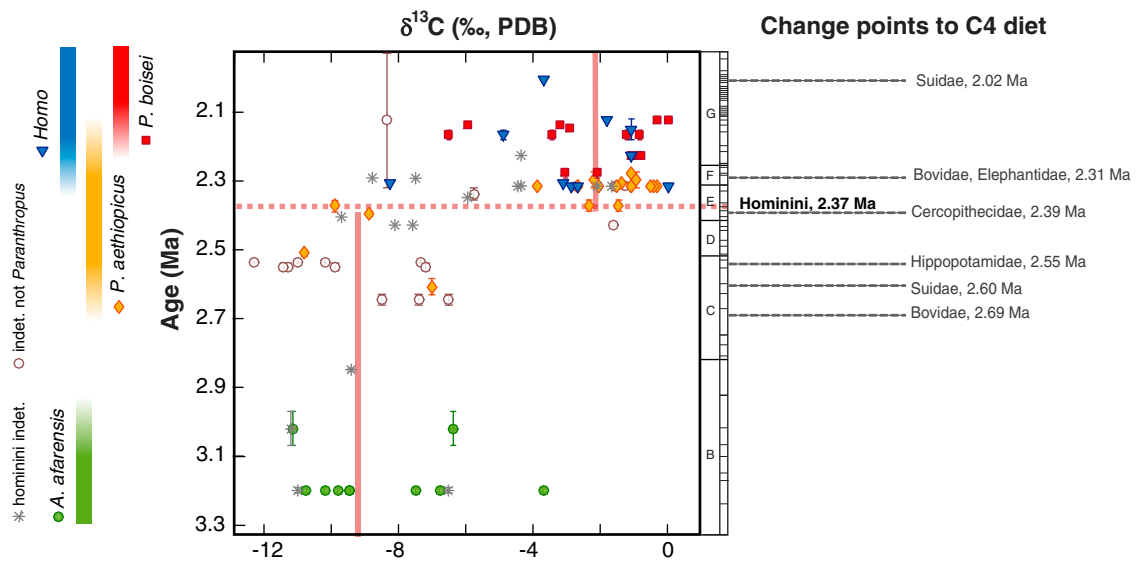 δ¹³C (‰, PDB)
Change points to C4 diet
Homo
P. boisei
indet. not Paranthropus
P. aethiopicus
hominini indet.
A. afarensis
Age (Ma)
2.1
2.3
2.5
2.7
2.9
3.1
3.3
-12
-8
-4
0
G
F
E
D
C
B
Suidae, 2.02 Ma
Bovidae, Elephantidae, 2.31 Ma
Hominini, 2.37 Ma
Cercopithecidae, 2.39 Ma
Hippopotamidae, 2.55 Ma
Suidae, 2.60 Ma
Bovidae, 2.69 Ma